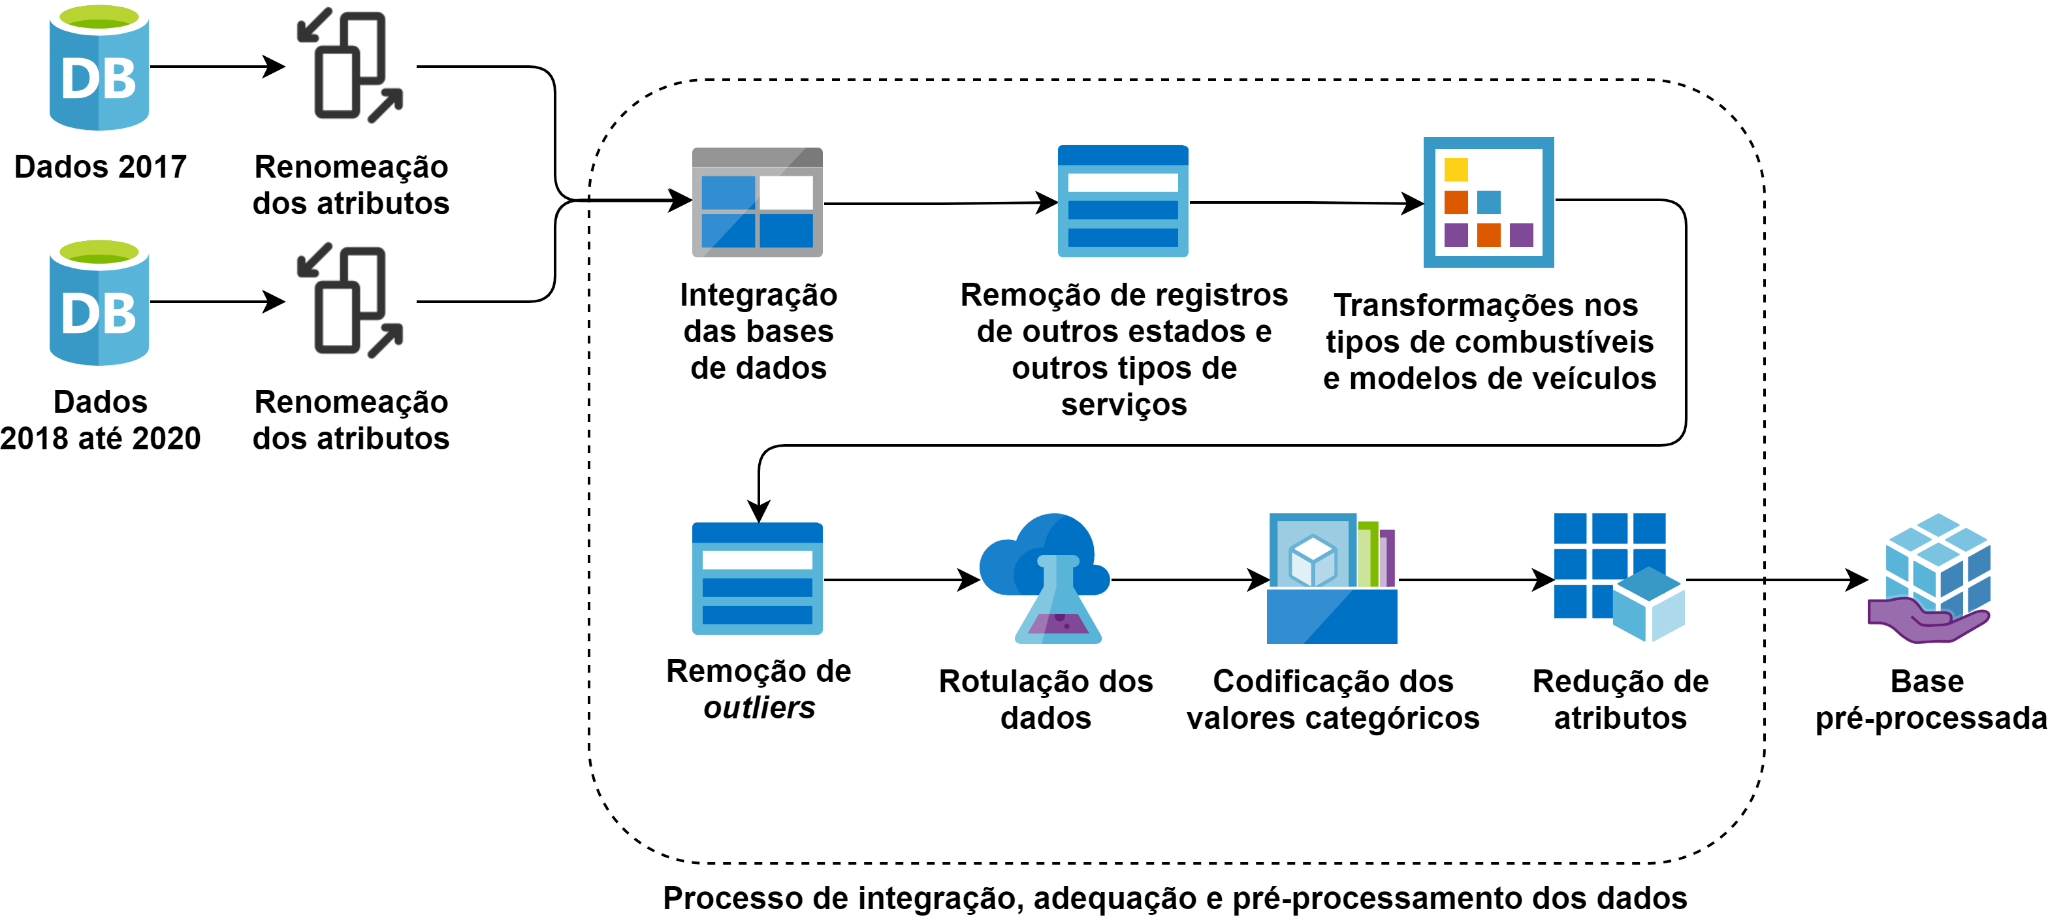 DB
Dados 2017
Renomeação
dos atributos
DB
Dados
2018 até 2020
Renomeação
dos atributos
Integração
das bases
de dados
Remoção de registros
de outros estados e
outros tipos de
serviços
Transformações nos
tipos de combustíveis
e modelos de veículos
Remoção de
outliers
Rotulação dos
dados
Codificação dos
valores categóricos
Redução de
atributos
Base
pré-processada
Processo de integração, adequação e pré-processamento dos dados